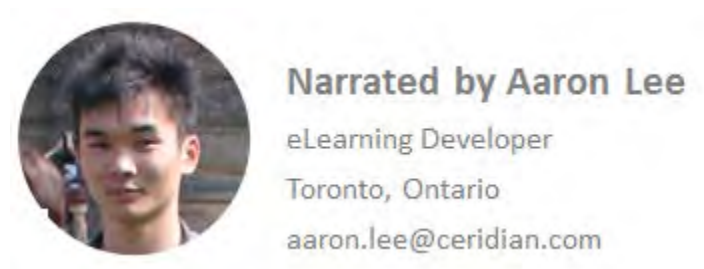 Narrated by Aaron Lee
eLearning Developer
Toronto, Ontario
aaron.lee@ceridian.com